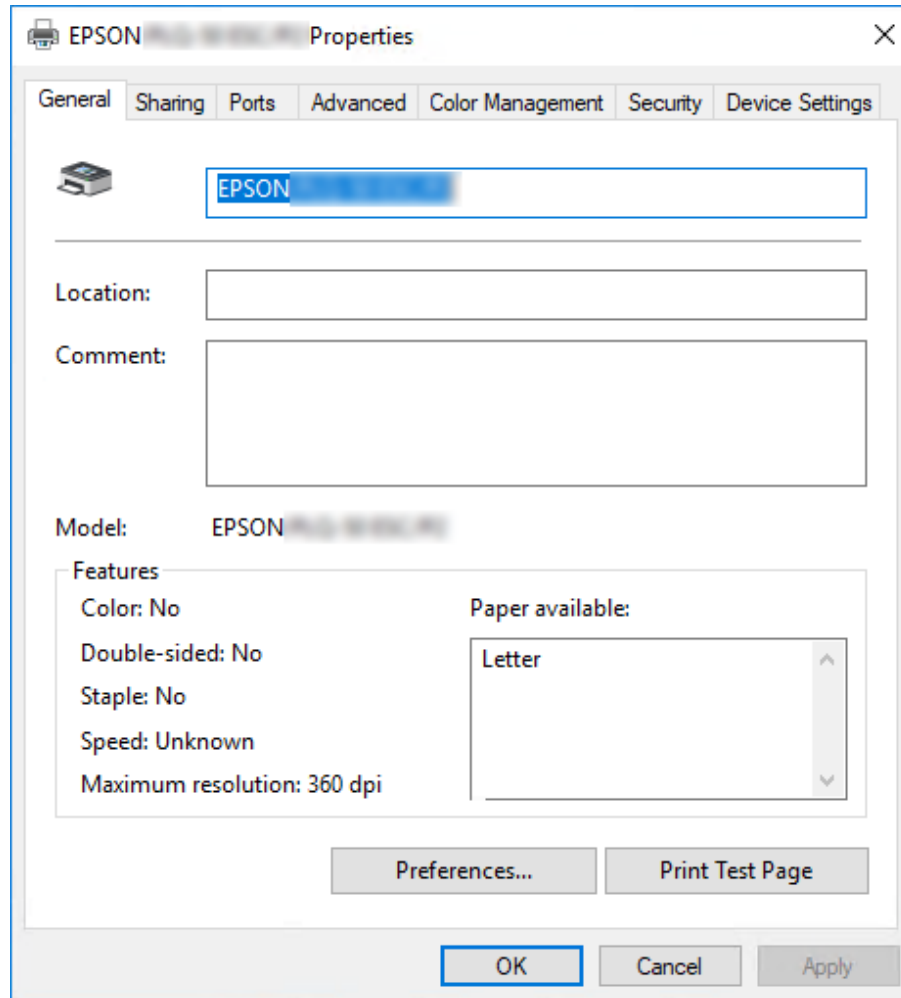 EPSON Properties
General Sharing Ports Advanced Color Management Security Device Settings
EPSON
Location:
Comment:
Model: EPSON
Features
Color: No
Paper available:
Double-sided: No
Letter
Staple: No
Speed: Unknown
Maximum resolution: 360 dpi
Preferences... Print Test Page
OK Cancel Apply